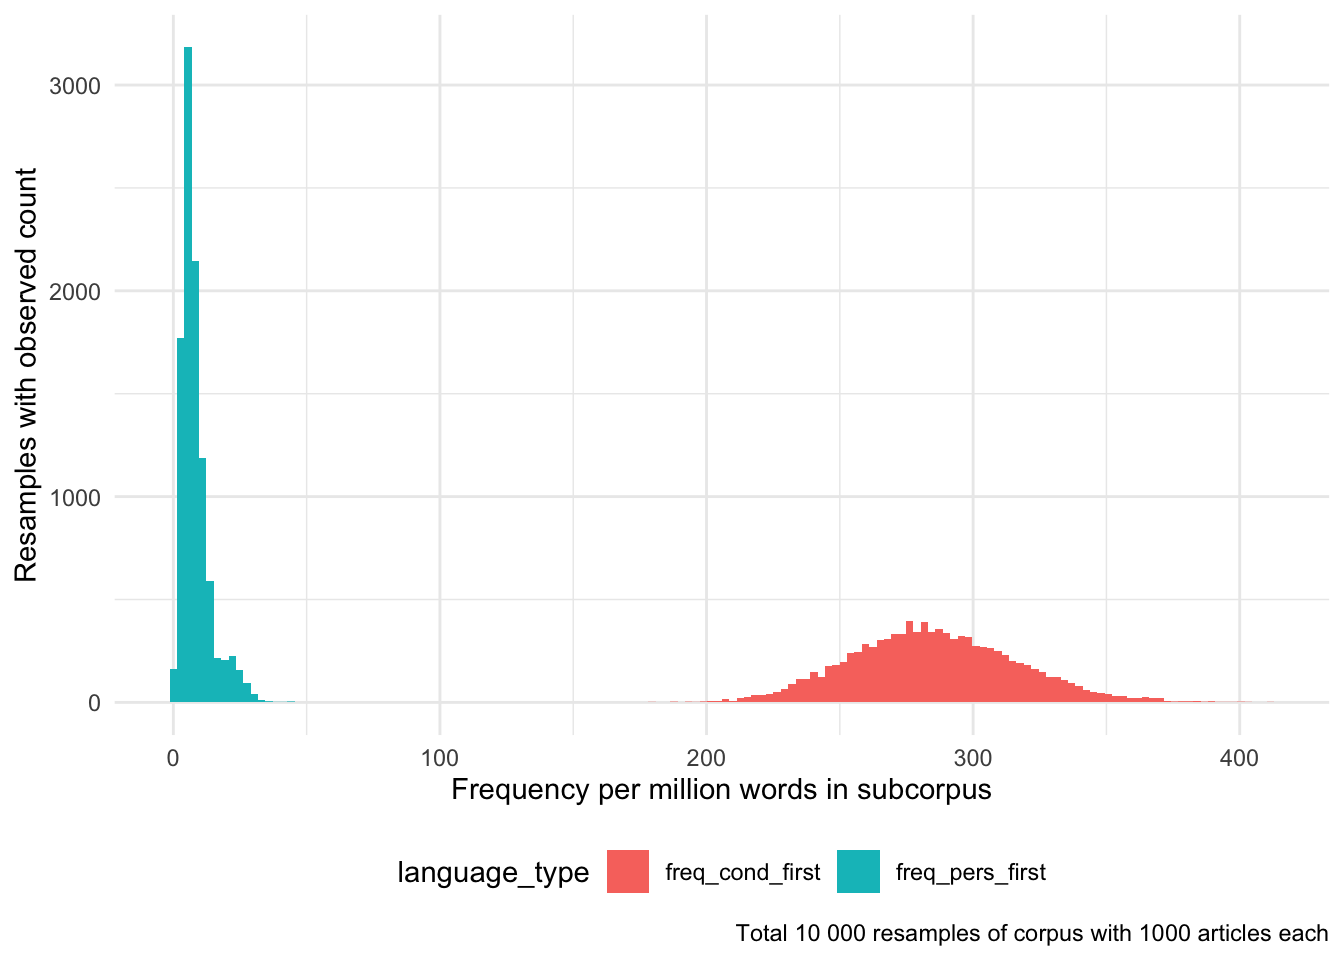 Resamples with observed count
3000
2000
1000
0
0 100 200 300 400
Frequency per million words in subcorpus
language_type freq_cond_first freq_pers_first
Total 10 000 resamples of corpus with 1000 articles each